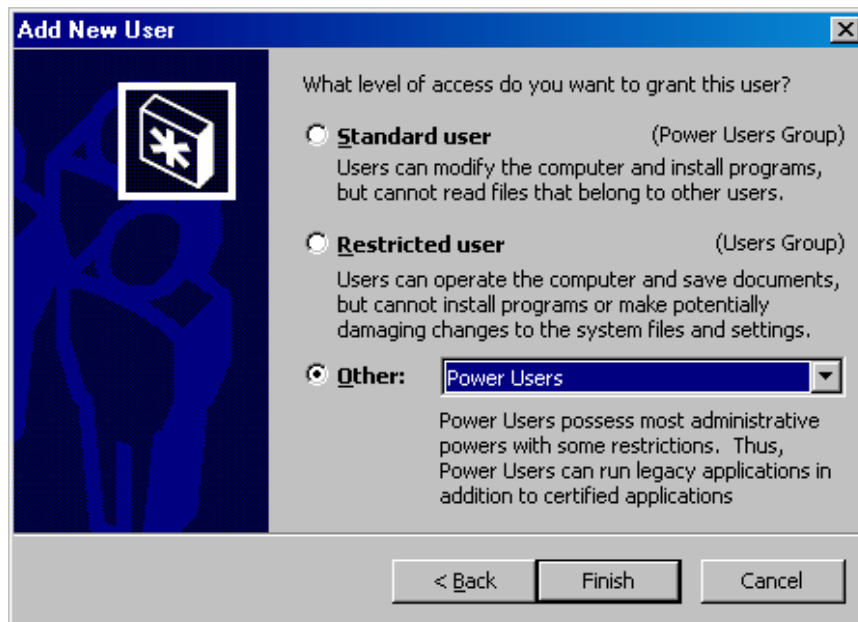 Add New User
What level of access do you want to grant this user?
Standard user (Power Users Group)
Users can modify the computer and install programs,
but cannot read files that belong to other users.
Restricted user (Users Group)
Users can operate the computer and save documents,
but cannot install programs or make potentially
damaging changes to the system files and settings.
Other: Power Users
Power Users possess most administrative
powers with some restrictions.  Thus,
Power Users can run legacy applications in
addition to certified applications
< Back Finish Cancel